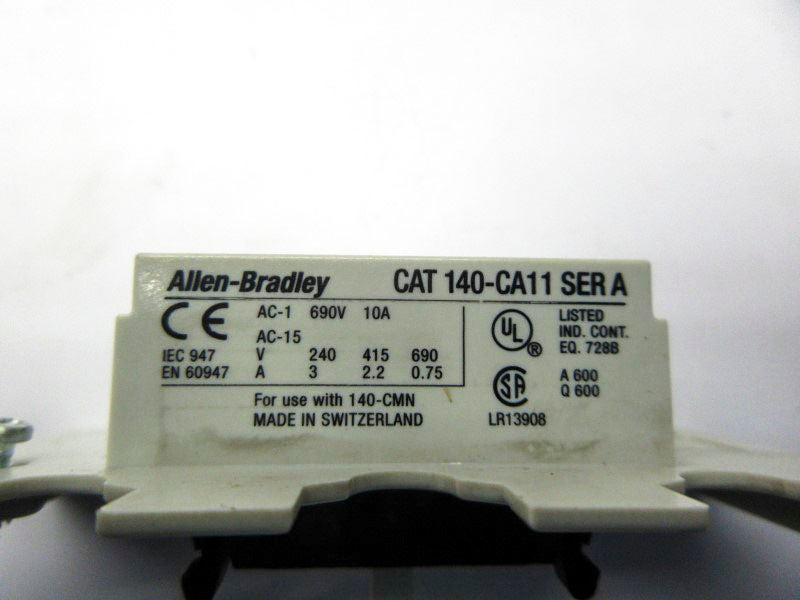 Allen-Bradley CAT 140-CA11 SER A
CE AC-1 690V 10A
AC-15
IEC 947 V 240 415 690
EN 60947 A 3 2.2 0.75
For use with 140-CMN
MADE IN SWITZERLAND
UL ® LISTED
IND. CONT.
EQ. 728B
SA A 600
Q 600
LR13908